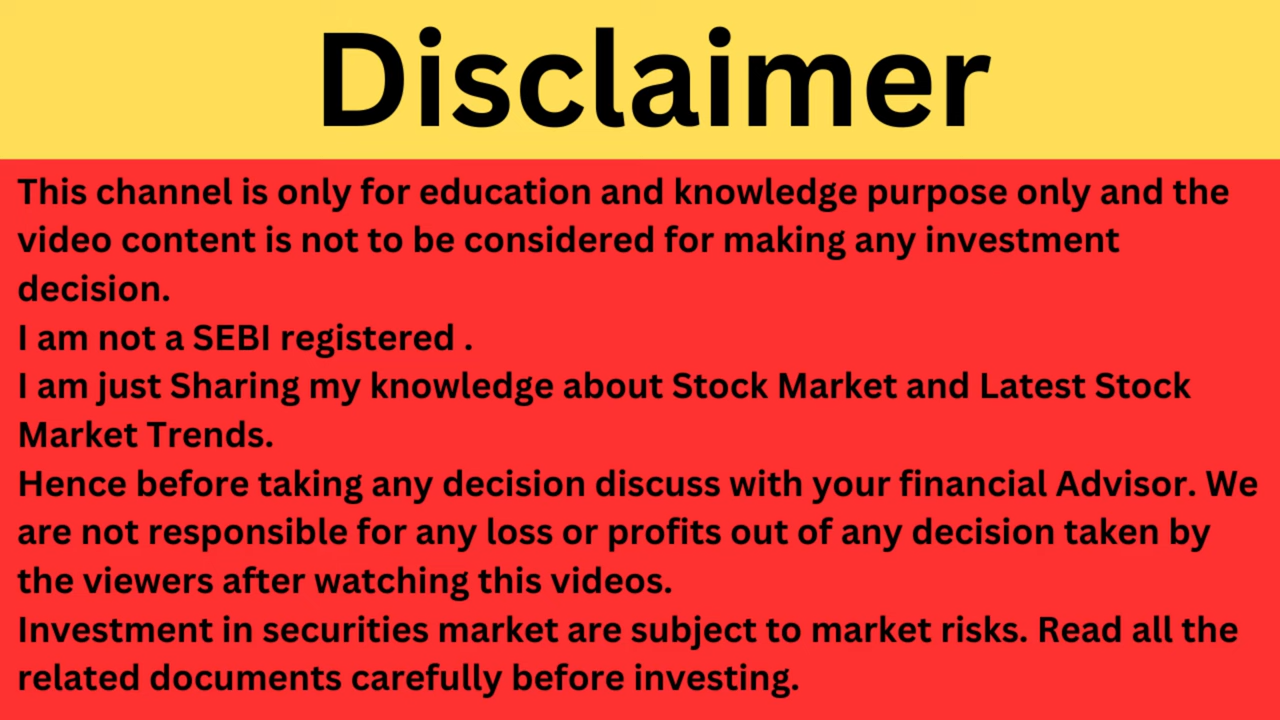 Disclaimer
This channel is only for education and knowledge purpose only and the
video content is not to be considered for making any investment
decision.
I am not a SEBI registered .
I am just Sharing my knowledge about Stock Market and Latest Stock
Market Trends.
Hence before taking any decision discuss with your financial Advisor. We
are not responsible for any loss or profits out of any decision taken by
the viewers after watching this videos.
Investment in securities market are subject to market risks. Read all the
related documents carefully before investing.